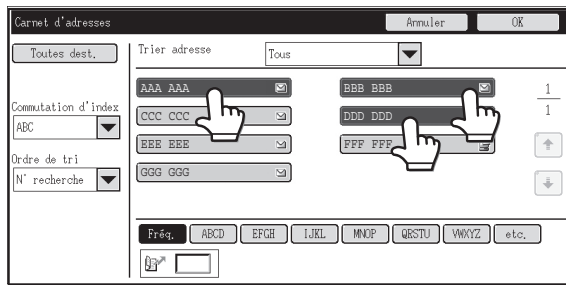 Carnet d'adresses Annuler OK
Toutes dest. Trier adresse Tous
AAA AAA BBB BBB 1
Commutation d'index CCC CCC DDD DDD 1
ABC
EEE EEE FFF FFF
Ordre de tri
N° recherche GGG GGG
Fréq. ABCD EFGH IJKL MNOP QRSTU VWXYZ etc.